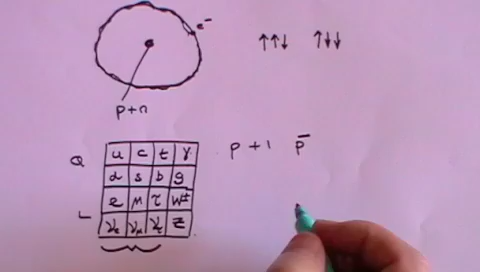 e⁻
↑↑↓ ↑↓↓
p+n
Q
u c t γ
d s b g
e μ τ W±
L
νe νμ ντ Z
p +1 p̄